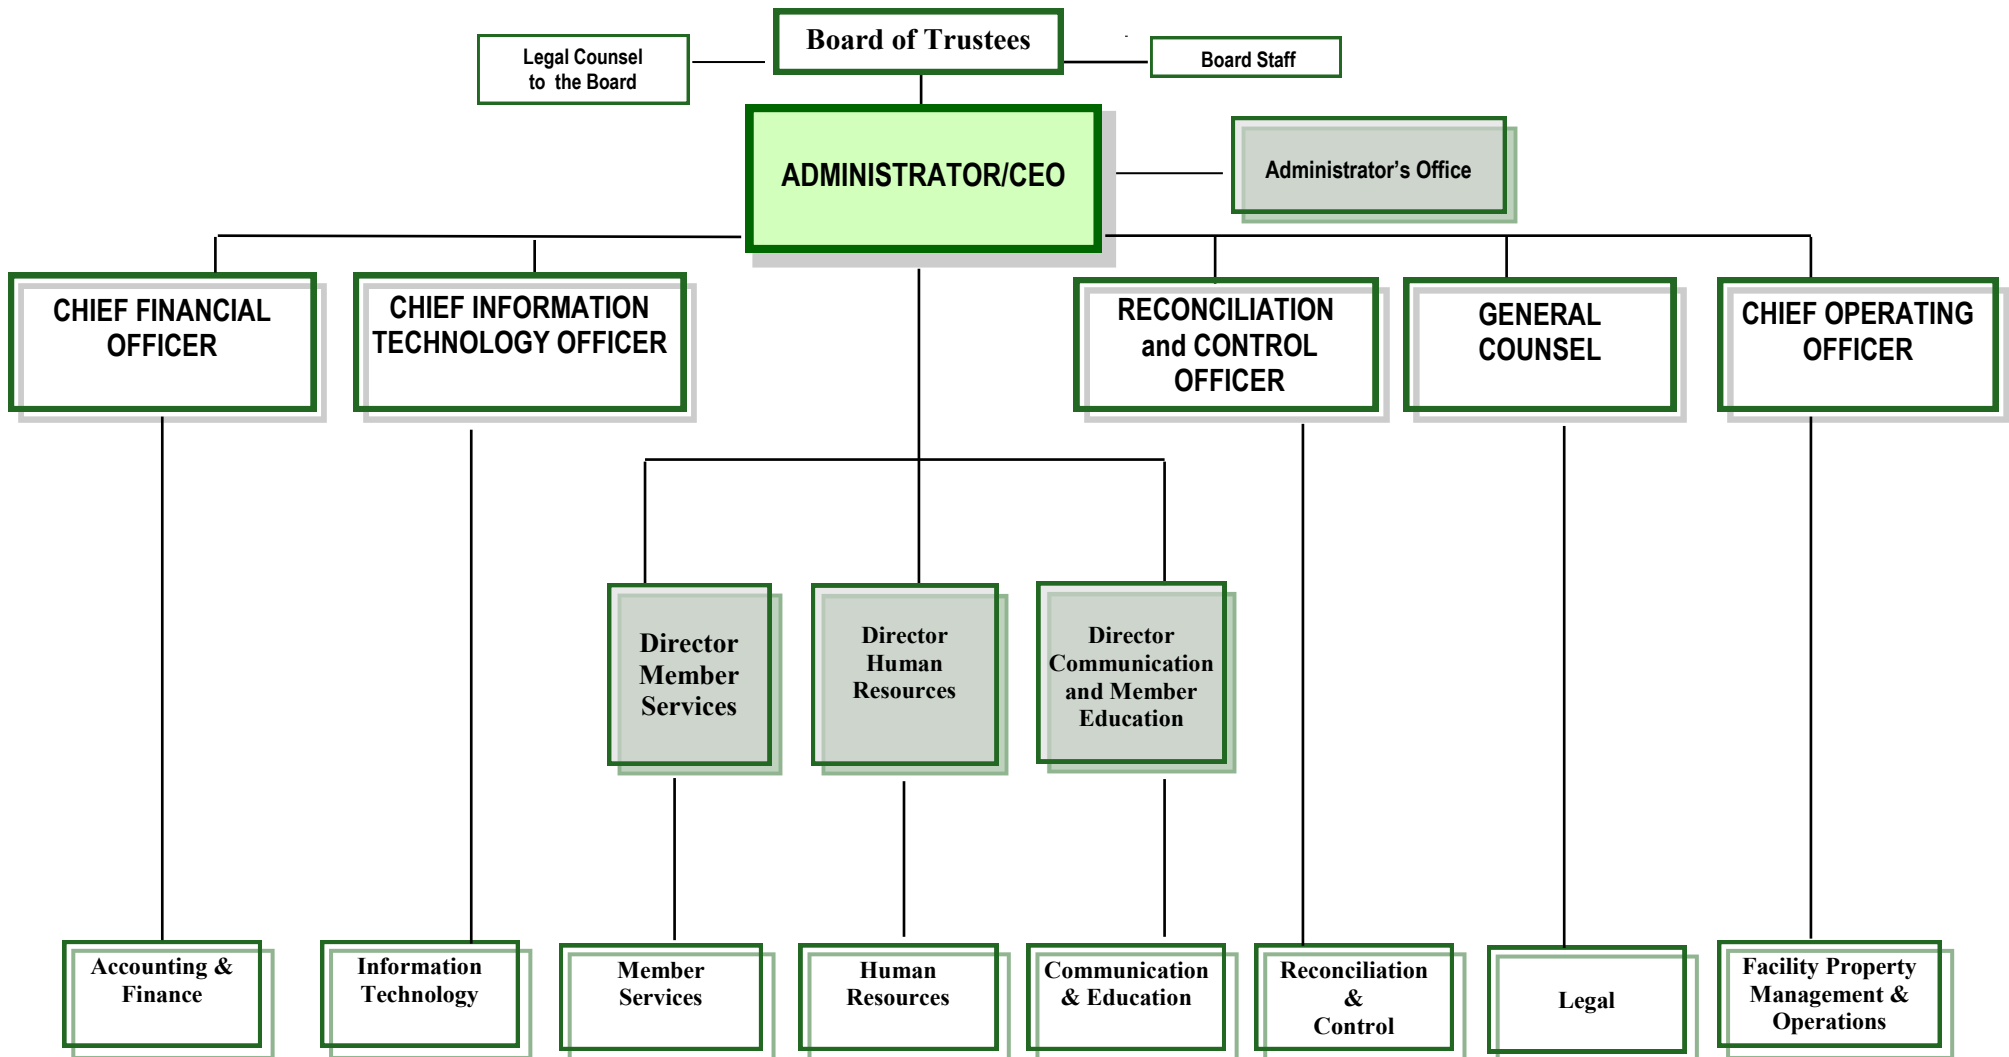 Board of Trustees
Legal Counsel
to the Board
Board Staff
ADMINISTRATOR/CEO
Administrator’s Office
CHIEF FINANCIAL
OFFICER
CHIEF INFORMATION
TECHNOLOGY OFFICER
RECONCILIATION
and CONTROL
OFFICER
GENERAL
COUNSEL
CHIEF OPERATING
OFFICER
Director
Member
Services
Director
Human
Resources
Director
Communication
and Member
Education
Accounting &
Finance
Information
Technology
Member
Services
Human
Resources
Communication
& Education
Reconciliation
&
Control
Legal
Facility Property
Management &
Operations